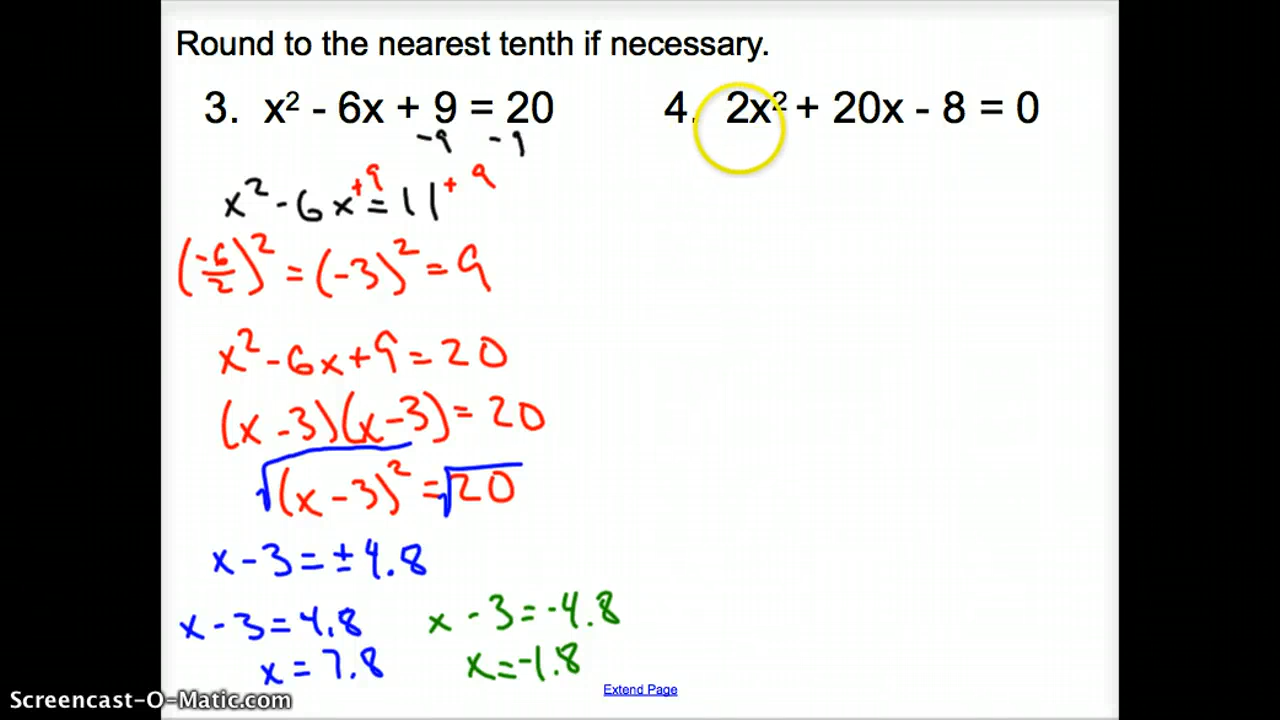 Round to the nearest tenth if necessary.
3. x² - 6x + 9 = 20
-9 -9
x² - 6x + 9 = 11 + 9
(-6/2)² = (-3)² = 9
x² - 6x + 9 = 20
(x - 3)(x - 3) = 20
√(x - 3)² = √20
x - 3 = ± 4.8
x - 3 = 4.8
x = 7.8
x - 3 = -4.8
x = -1.8
4. 2x² + 20x - 8 = 0
Extend Page
Screencast-O-Matic.com